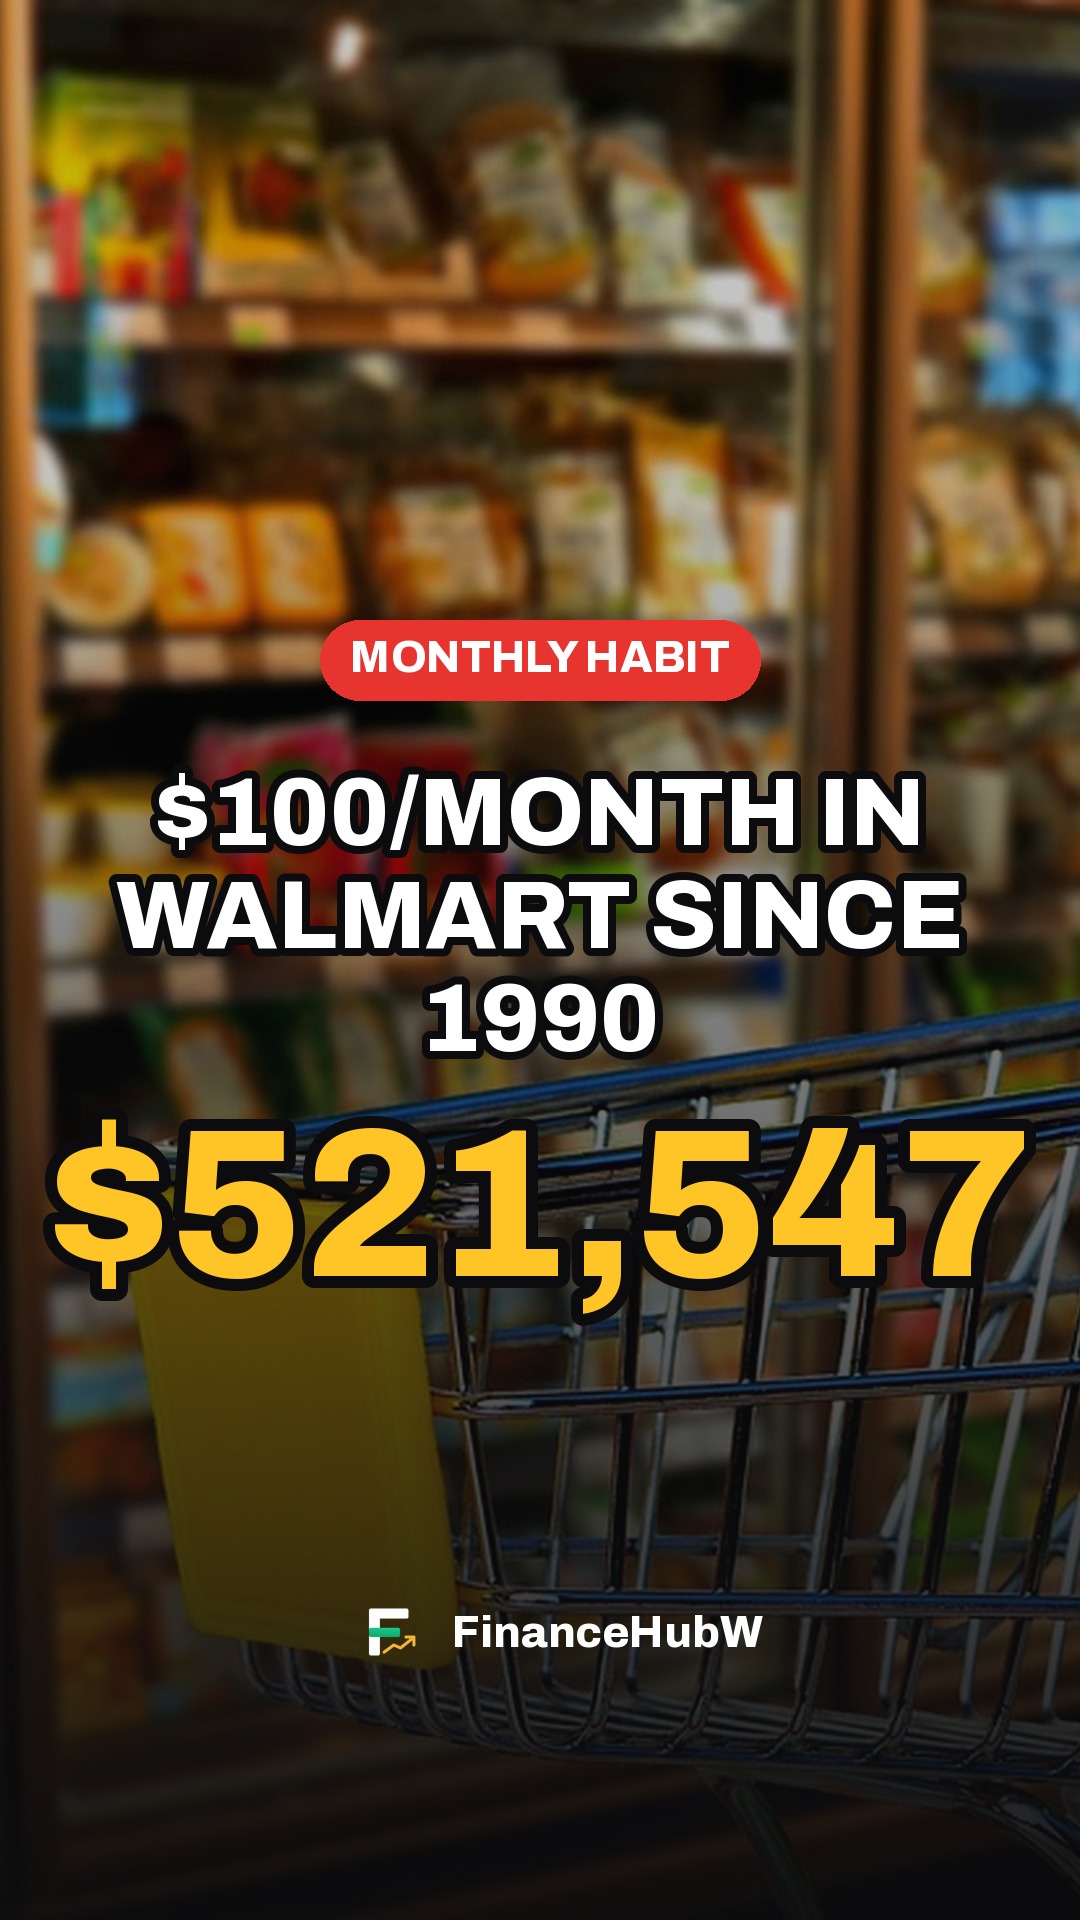 MONTHLY HABIT
$100/MONTH IN
WALMART SINCE
1990
$521,547
FinanceHubW